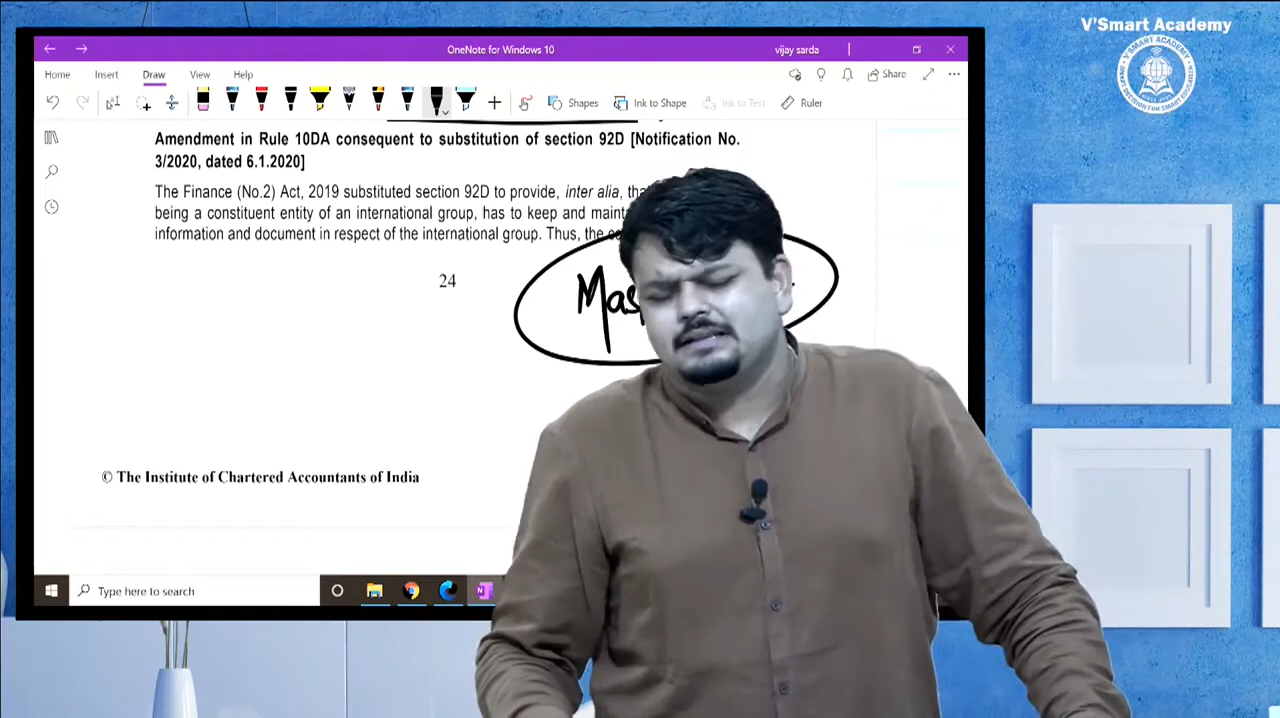 V'Smart Academy
OneNote for Windows 10
vijay sarda
Home Insert Draw View Help
Share
Shapes Ink to Shape Ink to Text Ruler
Amendment in Rule 10DA consequent to substitution of section 92D [Notification No.
3/2020, dated 6.1.2020]
The Finance (No.2) Act, 2019 substituted section 92D to provide, inter alia,
being a constituent entity of an international group, has to keep and
information and document in respect of the international group. Thus, the
24
© The Institute of Chartered Accountants of India
Type here to search
V'SMART ACADEMY